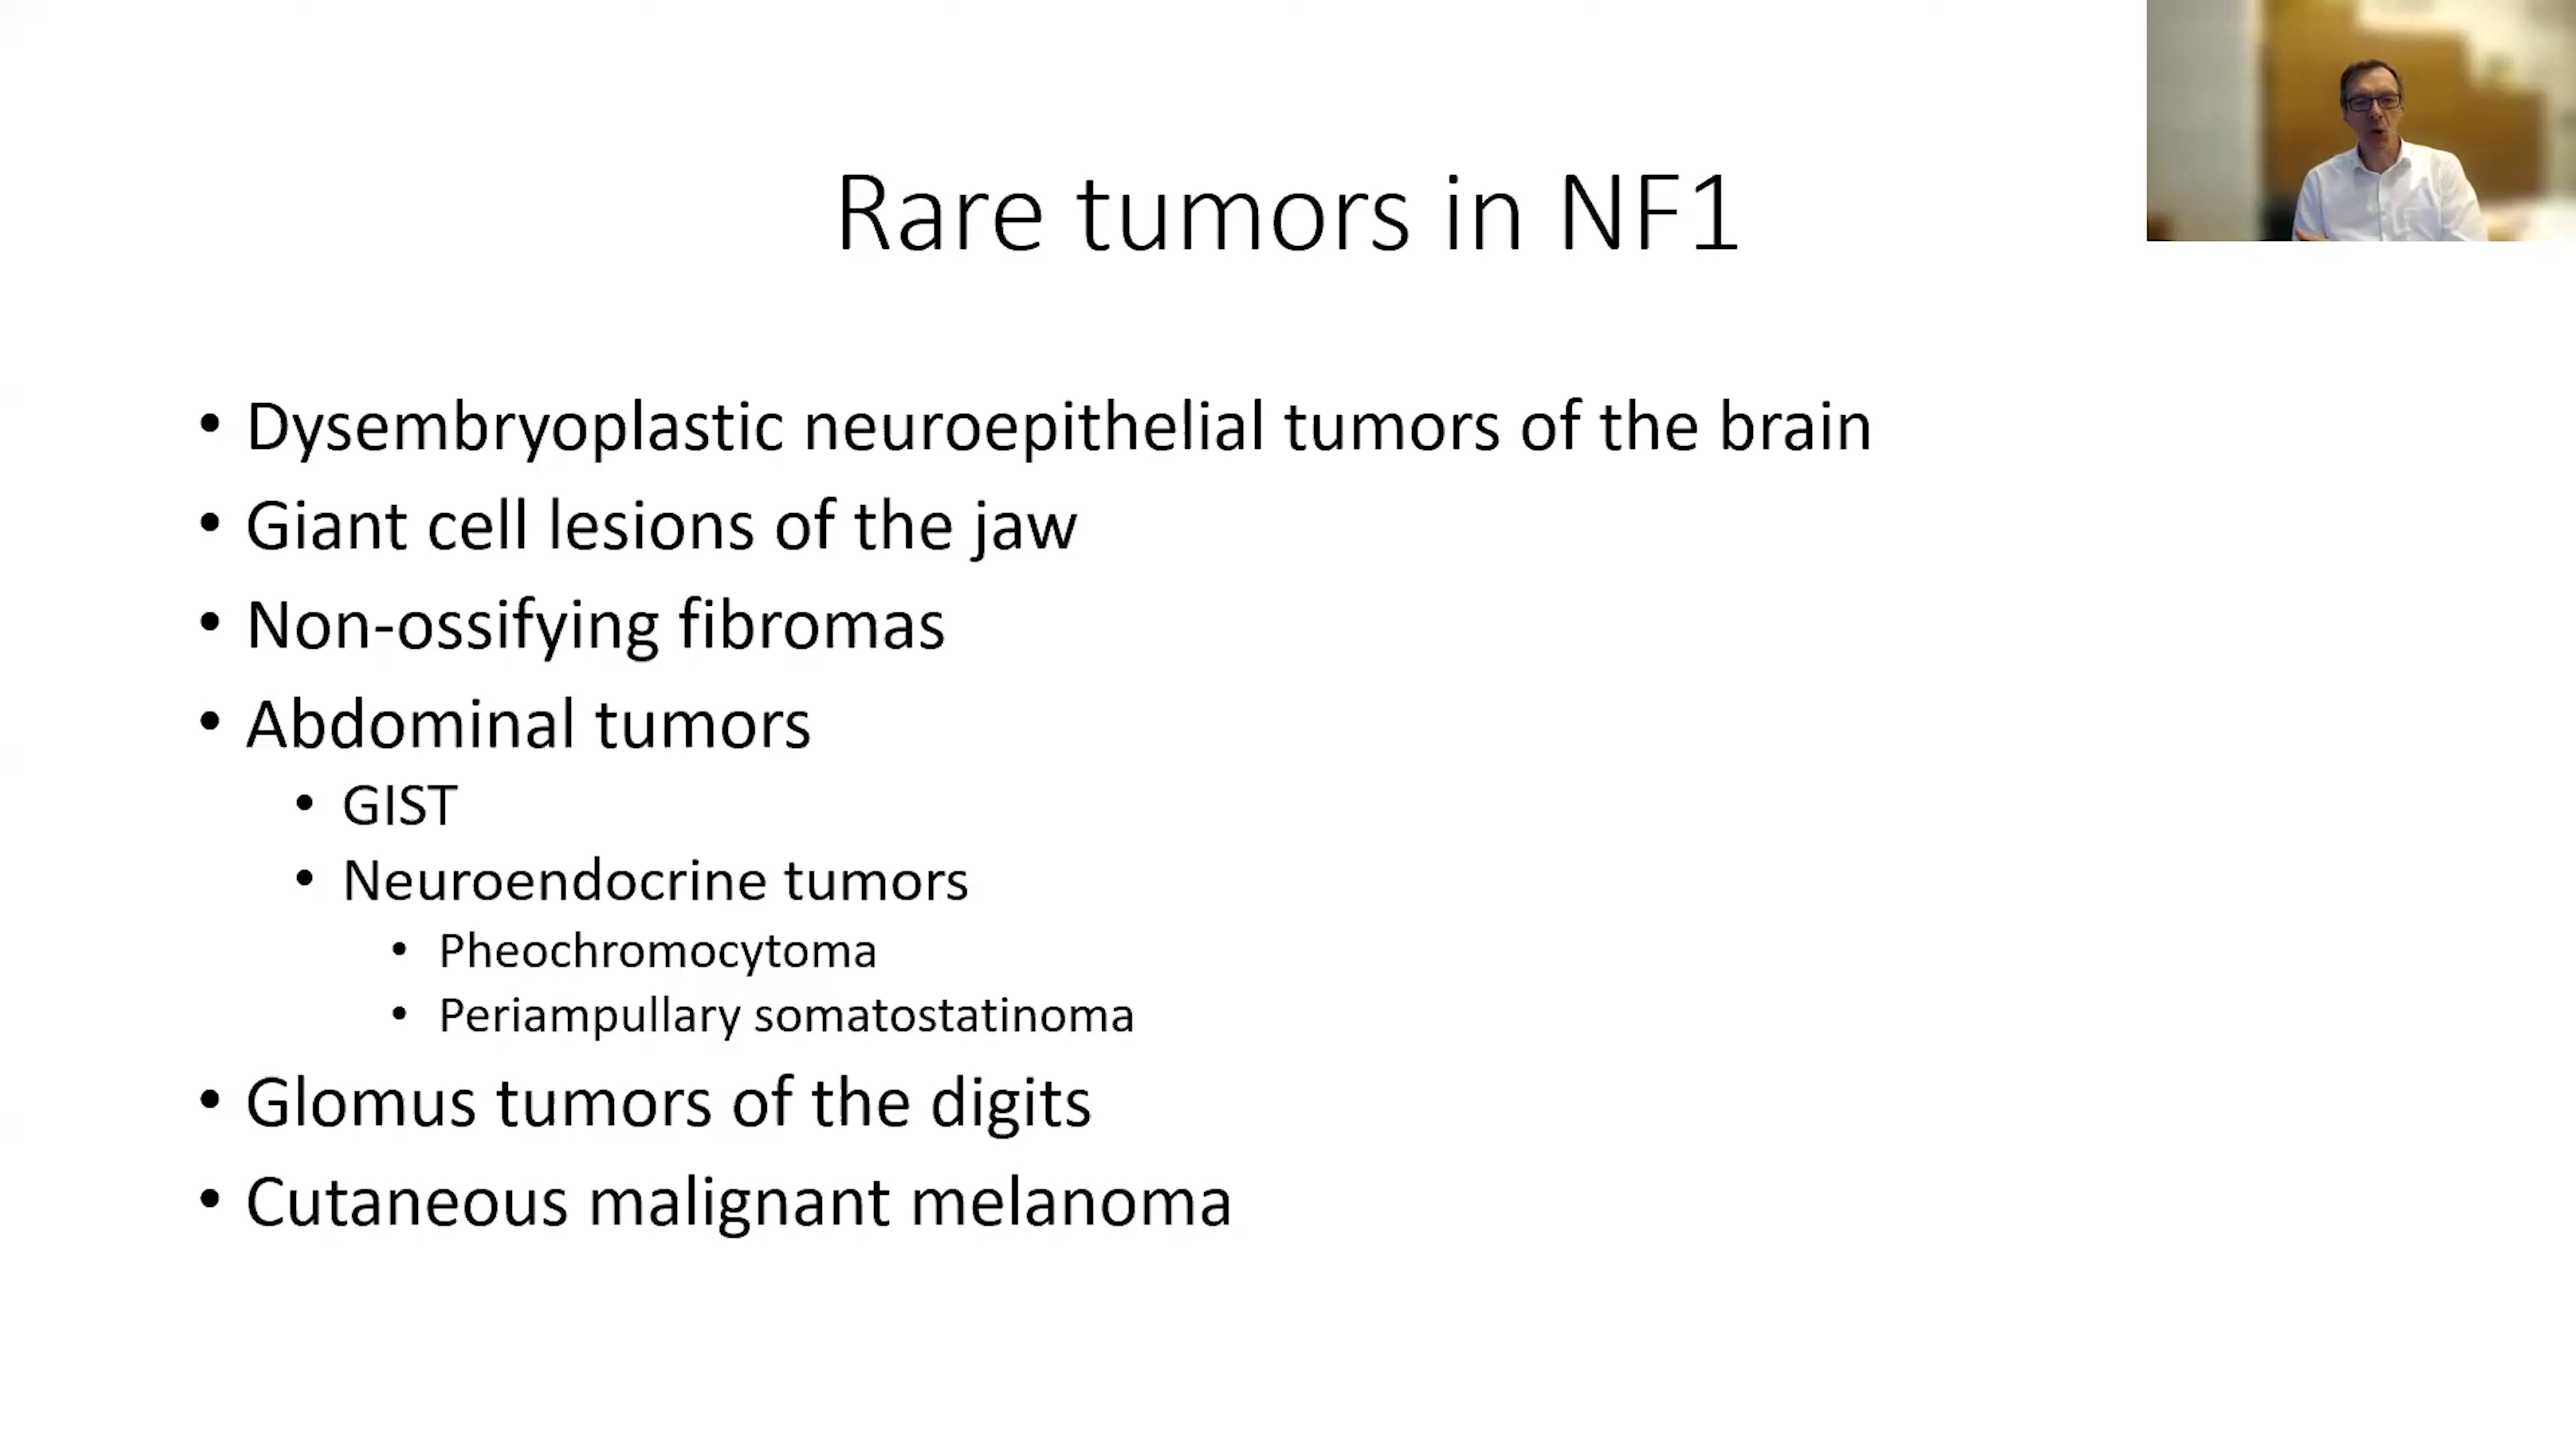 Rare tumors in NF1
• Dysembryoplastic neuroepithelial tumors of the brain
• Giant cell lesions of the jaw
• Non-ossifying fibromas
• Abdominal tumors
• GIST
• Neuroendocrine tumors
• Pheochromocytoma
• Periampullary somatostatinoma
• Glomus tumors of the digits
• Cutaneous malignant melanoma